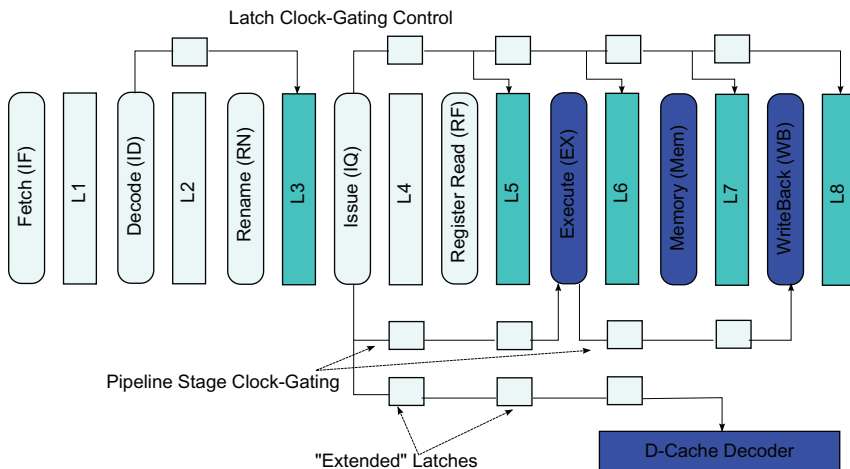 Latch Clock-Gating Control
Fetch (IF)
L1
Decode (ID)
L2
Rename (RN)
L3
Issue (IQ)
L4
Register Read (RF)
L5
Execute (EX)
L6
Memory (Mem)
L7
WriteBack (WB)
L8
Pipeline Stage Clock-Gating
"Extended" Latches
D-Cache Decoder